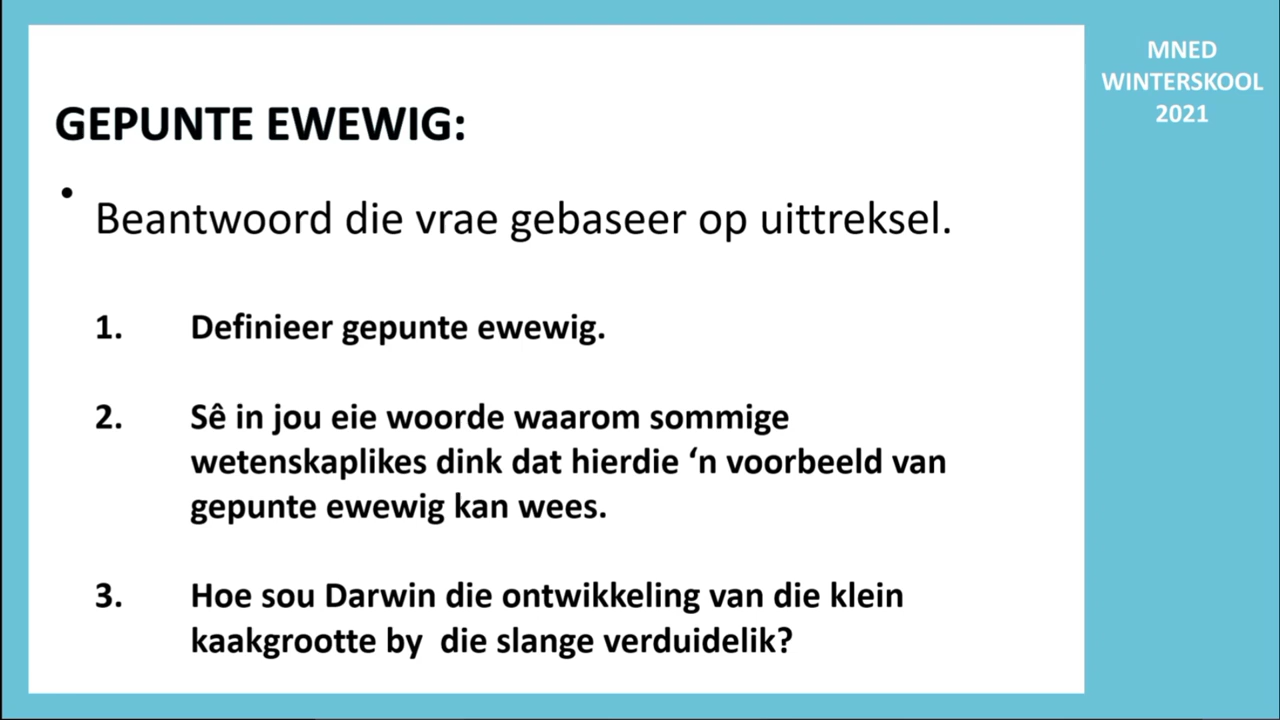 GEPUNTE EWEWIG:
• Beantwoord die vrae gebaseer op uittreksel.
1. Definieer gepunte ewewig.
2. Sê in jou eie woorde waarom sommige
wetenskaplikes dink dat hierdie ‘n voorbeeld van
gepunte ewewig kan wees.
3. Hoe sou Darwin die ontwikkeling van die klein
kaakgrootte by die slange verduidelik?
MNED
WINTERSKOOL
2021